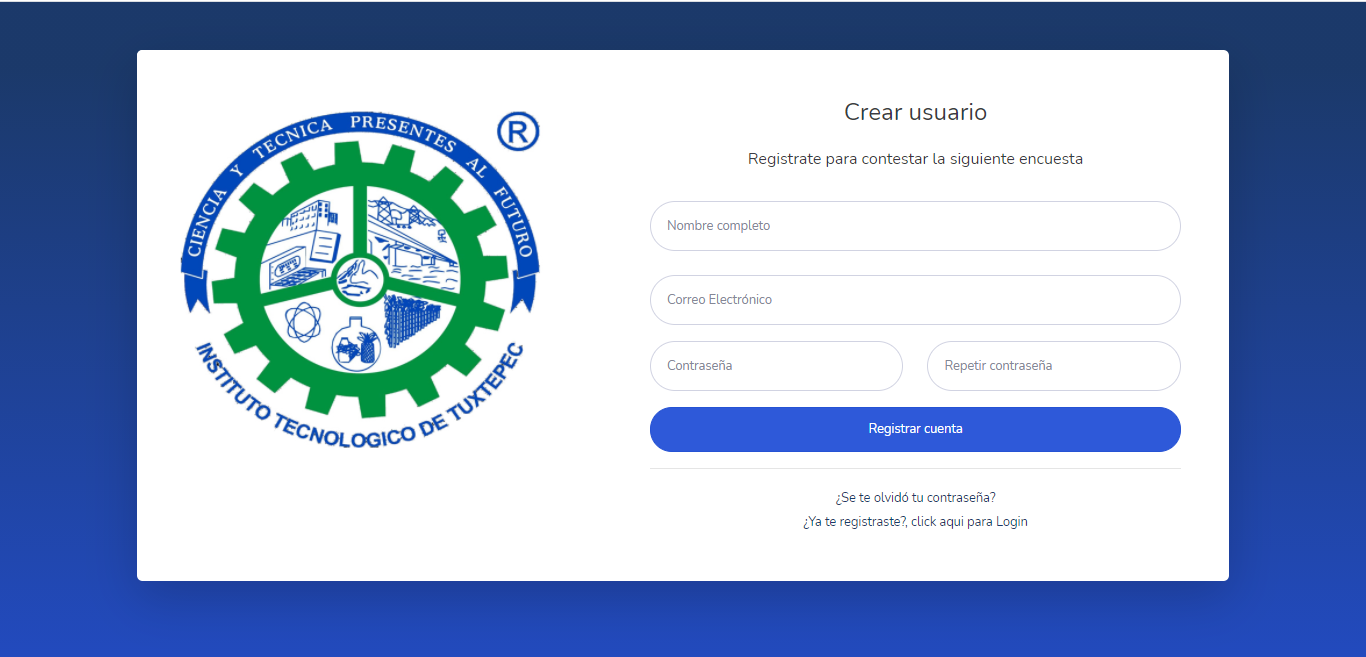 CIENCIA Y TECNICA PRESENTES AL FUTURO
®
INSTITUTO TECNOLOGICO DE TUXTEPEC
Crear usuario
Registrate para contestar la siguiente encuesta
Nombre completo
Correo Electrónico
Contraseña
Repetir contraseña
Registrar cuenta
¿Se te olvidó tu contraseña?
¿Ya te registraste?, click aqui para Login